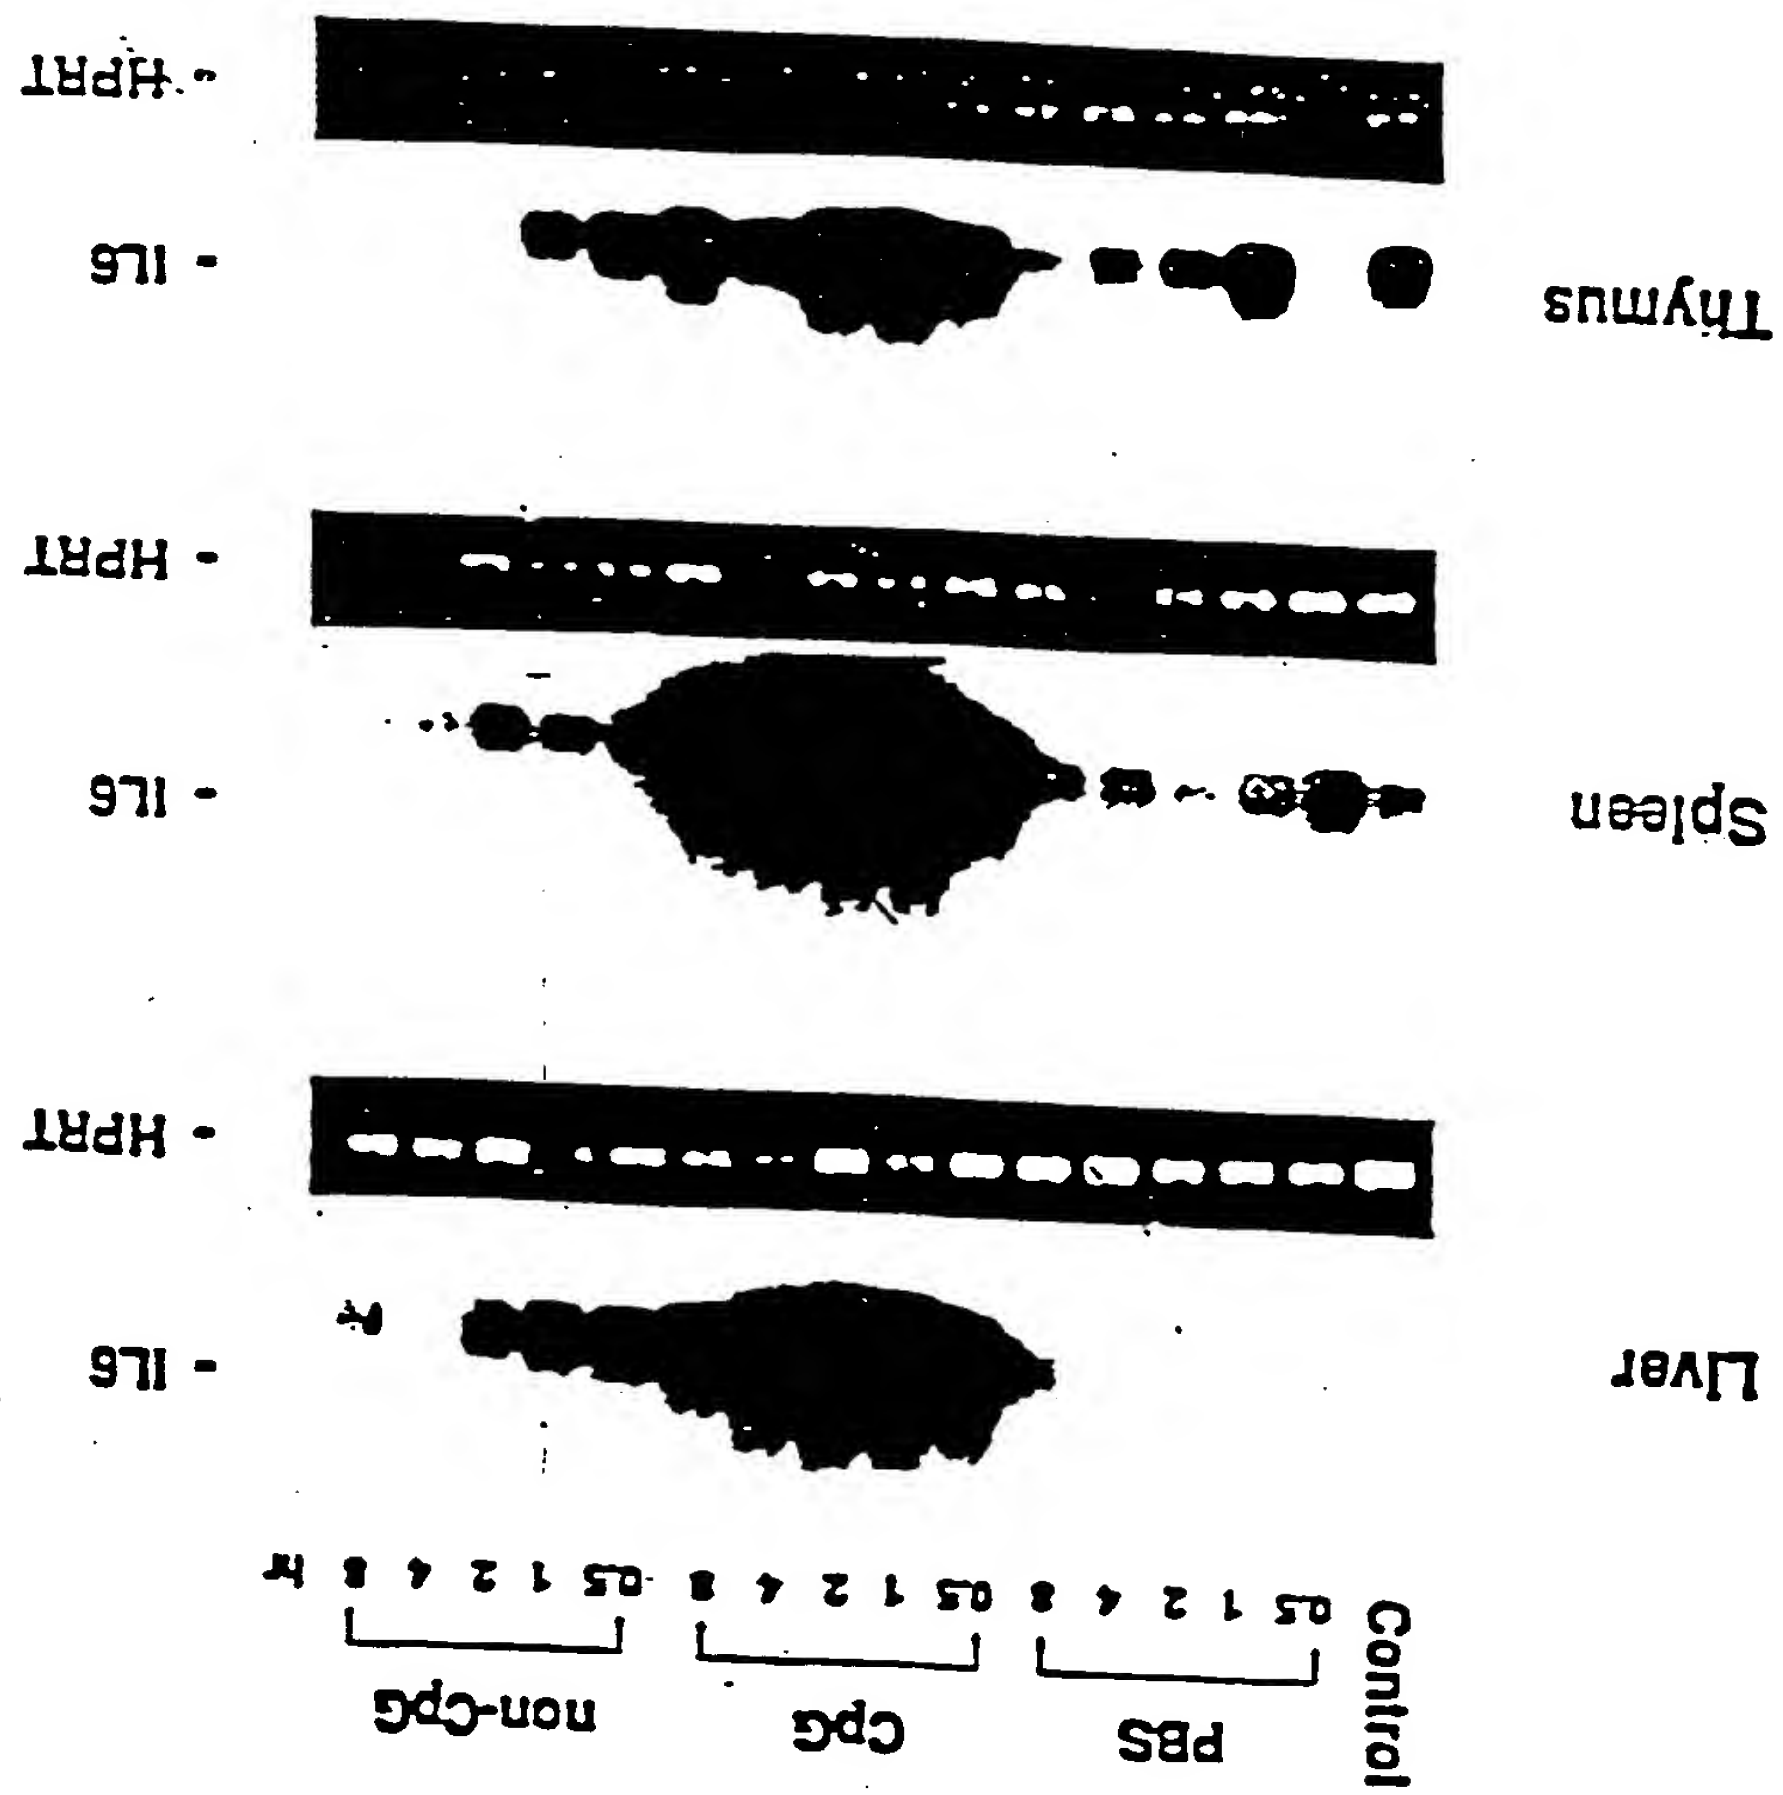 Control
PBS CpG non-CpG
0.5 1 2 4 8 0.5 1 2 4 8 0.5 1 2 4 8 hr
Liver
- IL6
- HPRT
Spleen
- IL6
- HPRT
Thymus
- IL6
- HPRT